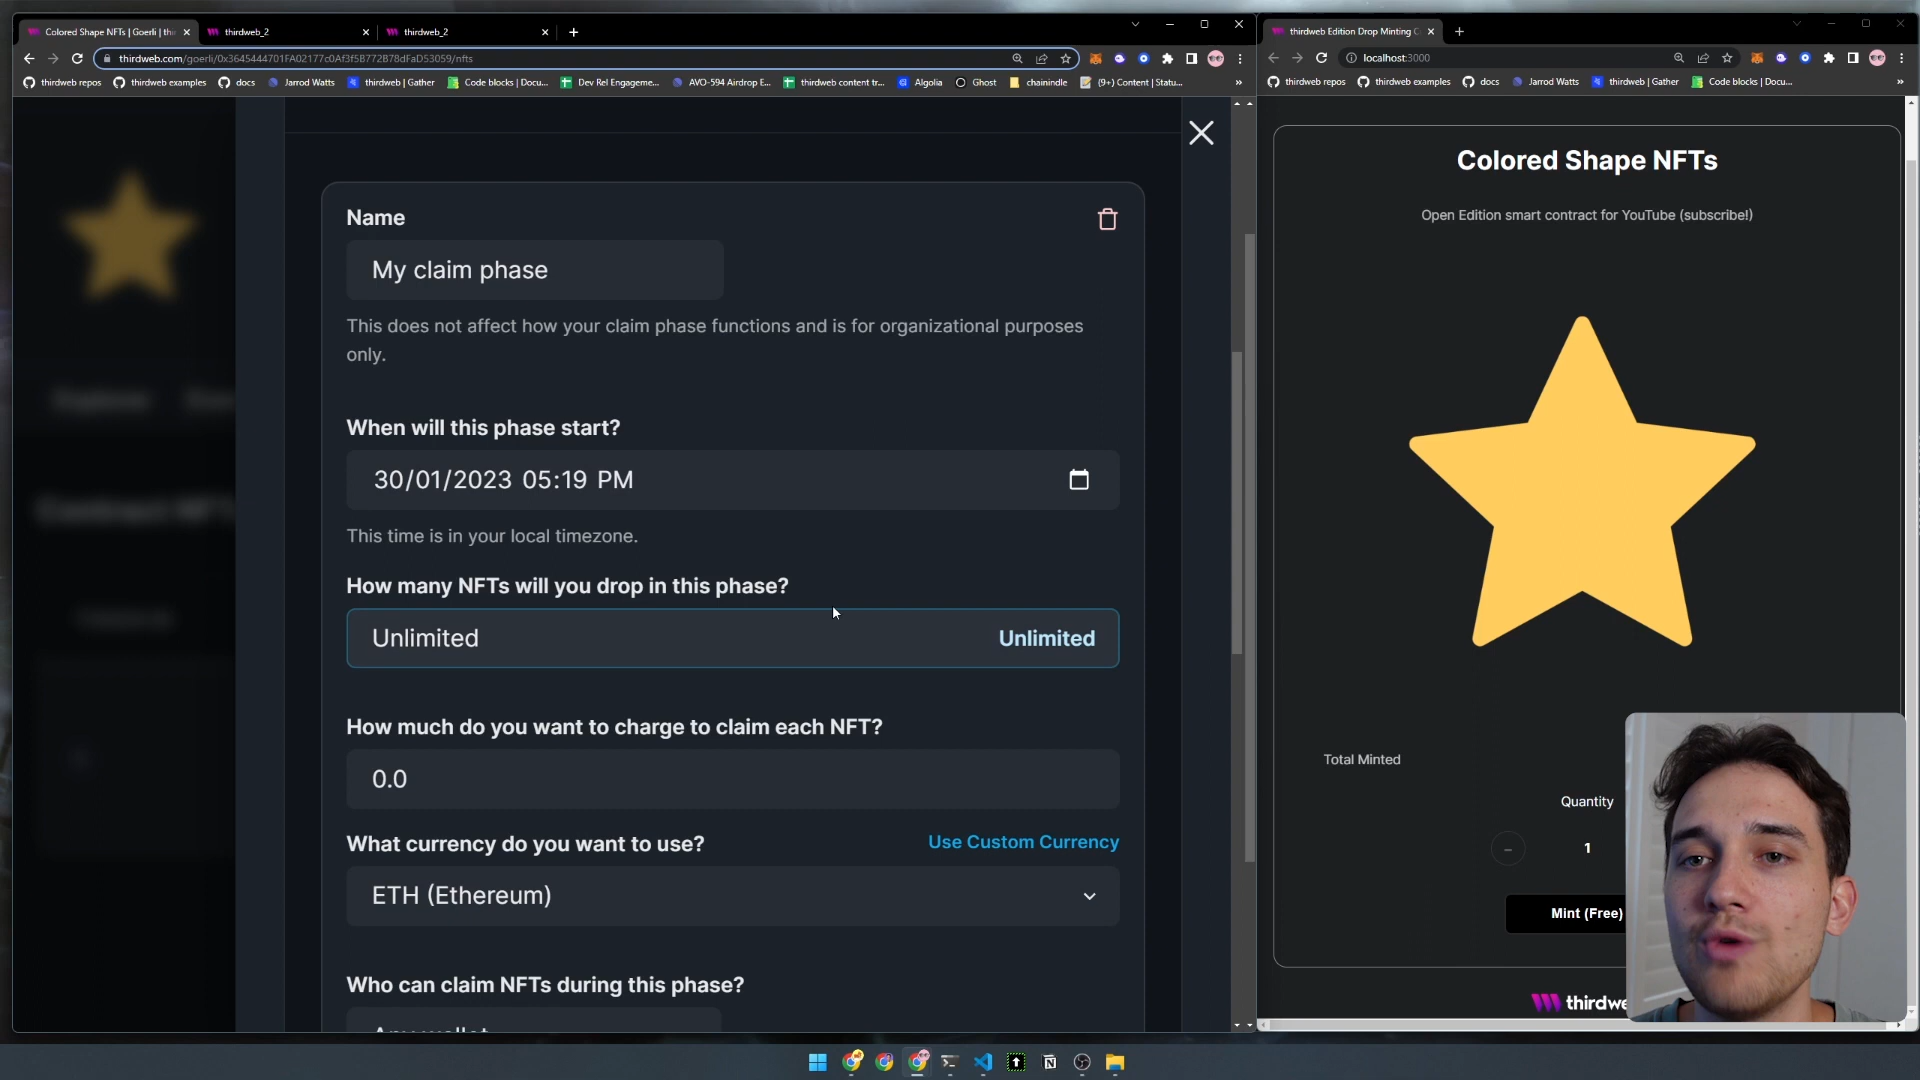 Colored Shape NFTs | Goerli | thi
thirdweb_2
thirdweb_2
thirdweb.com/goerli/0x3645444701FA02177c0Af3f5B772B78dFaD53059/nfts
thirdweb repos
thirdweb examples
docs
Jarrod Watts
thirdweb | Gather
Code blocks | Docu...
Dev Rel Engageme...
AVO-594 Airdrop E...
thirdweb content tr...
Algolia
Ghost
chainindle
(9+) Content | Statu...
»
Name
My claim phase
This does not affect how your claim phase functions and is for organizational purposes
only.
When will this phase start?
30/01/2023 05:19 PM
This time is in your local timezone.
How many NFTs will you drop in this phase?
Unlimited
Unlimited
How much do you want to charge to claim each NFT?
0.0
What currency do you want to use?
Use Custom Currency
ETH (Ethereum)
Who can claim NFTs during this phase?
Any wallet
thirdweb Edition Drop Minting C
localhost:3000
thirdweb repos
thirdweb examples
docs
Jarrod Watts
thirdweb | Gather
Code blocks | Docu...
»
Colored Shape NFTs
Open Edition smart contract for YouTube (subscribe!)
Total Minted
Quantity
–
1
Mint (Free)
thirdwe